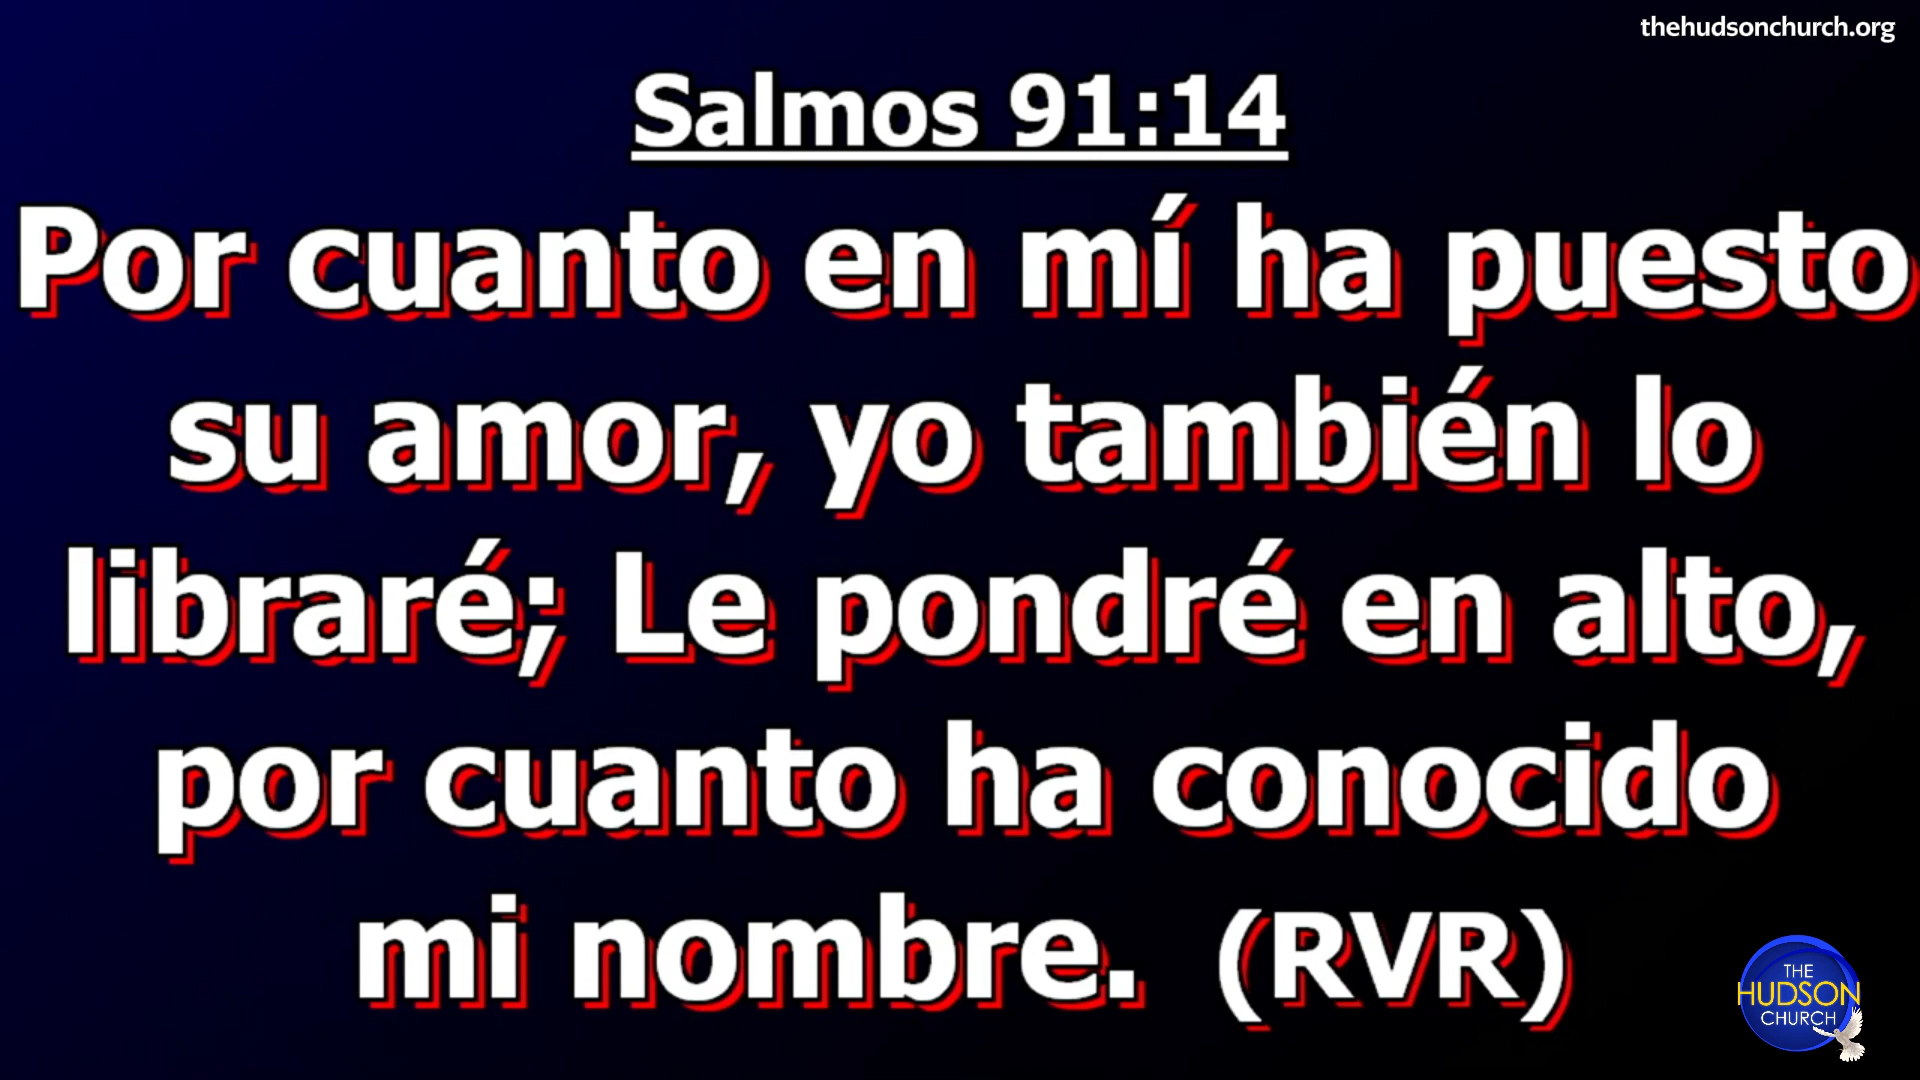 thehudsonchurch.org
Salmos 91:14
Por cuanto en mí ha puesto
su amor, yo también lo
libraré; Le pondré en alto,
por cuanto ha conocido
mi nombre. (RVR)
THE
HUDSON
CHURCH